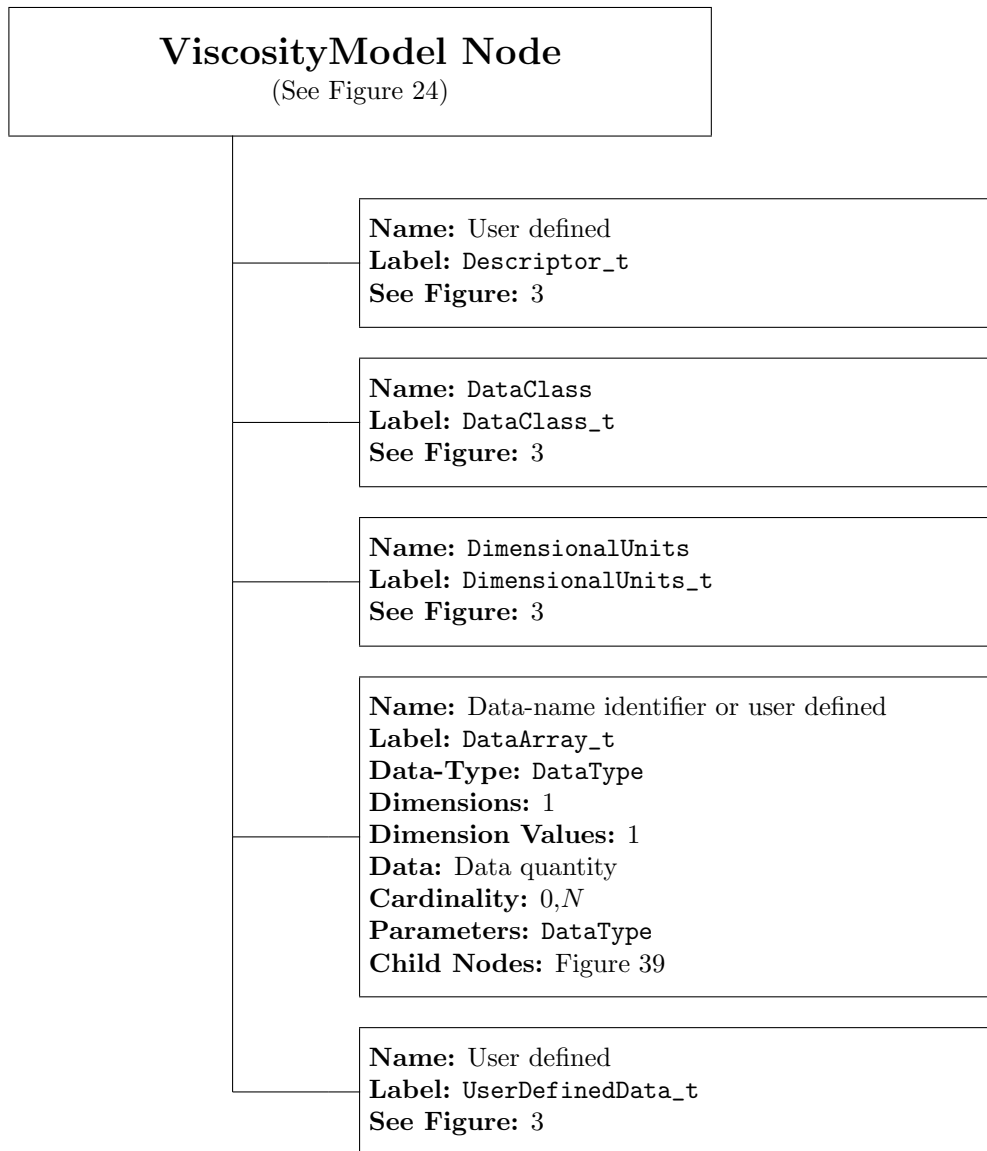 ViscosityModel Node
(See Figure 24)
Name: User defined
Label: Descriptor_t
See Figure: 3
Name: DataClass
Label: DataClass_t
See Figure: 3
Name: DimensionalUnits
Label: DimensionalUnits_t
See Figure: 3
Name: Data-name identifier or user defined
Label: DataArray_t
Data-Type: DataType
Dimensions: 1
Dimension Values: 1
Data: Data quantity
Cardinality: 0,N
Parameters: DataType
Child Nodes: Figure 39
Name: User defined
Label: UserDefinedData_t
See Figure: 3